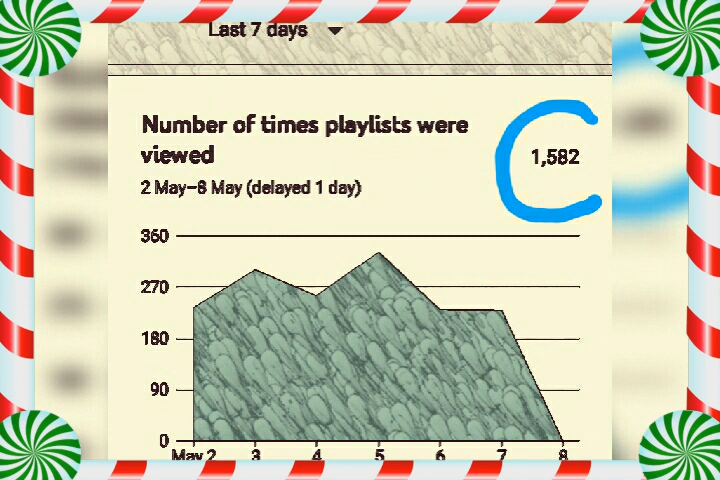 Last 7 days
Number of times playlists were
viewed
1,582
2 May–8 May (delayed 1 day)
360
270
180
90
0
May 2 3 4 5 6 7 8